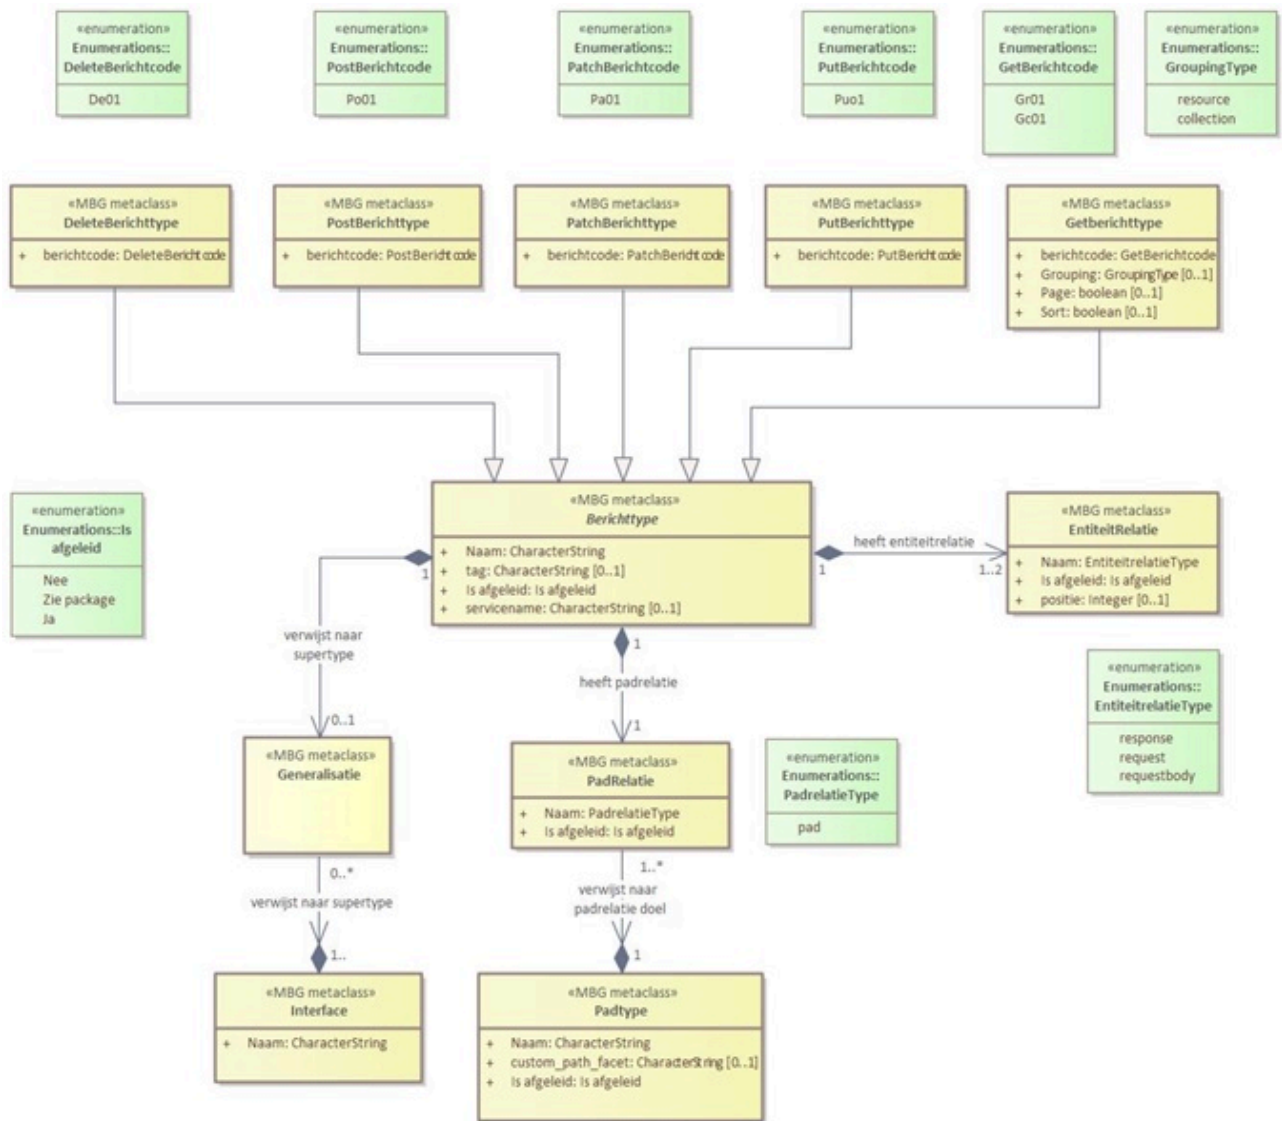 «enumeration»
Enumerations::
DeleteBerichtcode
De01
«enumeration»
Enumerations::
PostBerichtcode
Po01
«enumeration»
Enumerations::
PatchBerichtcode
Pa01
«enumeration»
Enumerations::
PutBerichtcode
Puo1
«enumeration»
Enumerations::
GetBerichtcode
Gr01
Gc01
«enumeration»
Enumerations::
GroupingType
resource
collection
«MBG metaclass»
DeleteBerichttype
+ berichtcode: DeleteBerichtcode
«MBG metaclass»
PostBerichttype
+ berichtcode: PostBerichtcode
«MBG metaclass»
PatchBerichttype
+ berichtcode: PatchBerichtcode
«MBG metaclass»
PutBerichttype
+ berichtcode: PutBerichtcode
«MBG metaclass»
Getberichttype
+ berichtcode: GetBerichtcode
+ Grouping: GroupingType [0..1]
+ Page: boolean [0..1]
+ Sort: boolean [0..1]
«enumeration»
Enumerations::Is
afgeleid
Nee
Zie package
Ja
«MBG metaclass»
Berichttype
+ Naam: CharacterString
+ tag: CharacterString [0..1]
+ Is afgeleid: Is afgeleid
+ servicename: CharacterString [0..1]
1
1
heeft entiteitrelatie
1..2
«MBG metaclass»
EntiteitRelatie
+ Naam: EntiteitrelatieType
+ Is afgeleid: Is afgeleid
+ positie: Integer [0..1]
verwijst naar
supertype
0..1
1
heeft padrelatie
1
«enumeration»
Enumerations::
EntiteitrelatieType
response
request
requestbody
«MBG metaclass»
Generalisatie
«MBG metaclass»
PadRelatie
+ Naam: PadrelatieType
+ Is afgeleid: Is afgeleid
«enumeration»
Enumerations::
PadrelatieType
pad
0..*
verwijst naar supertype
1..
1..*
verwijst naar
padrelatie doel
1
«MBG metaclass»
Interface
+ Naam: CharacterString
«MBG metaclass»
Padtype
+ Naam: CharacterString
+ custom_path_facet: CharacterString [0..1]
+ Is afgeleid: Is afgeleid